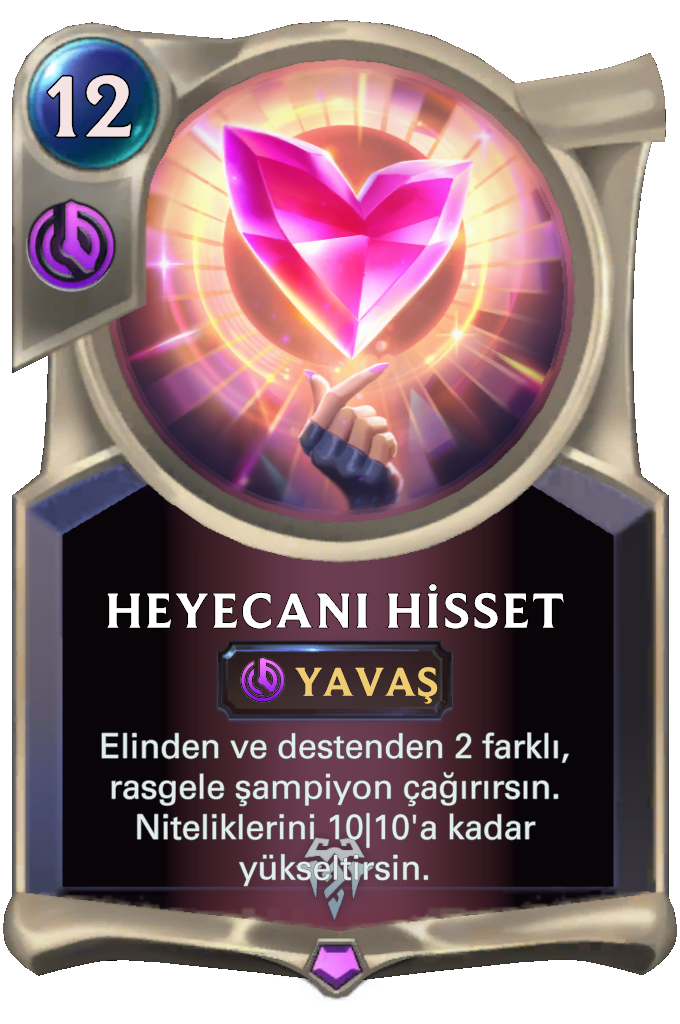 12
HEYECANI HİSSET
YAVAŞ
Elinden ve destenden 2 farklı,
rasgele şampiyon çağırırsın.
Niteliklerini 10|10'a kadar
yükseltirsin.